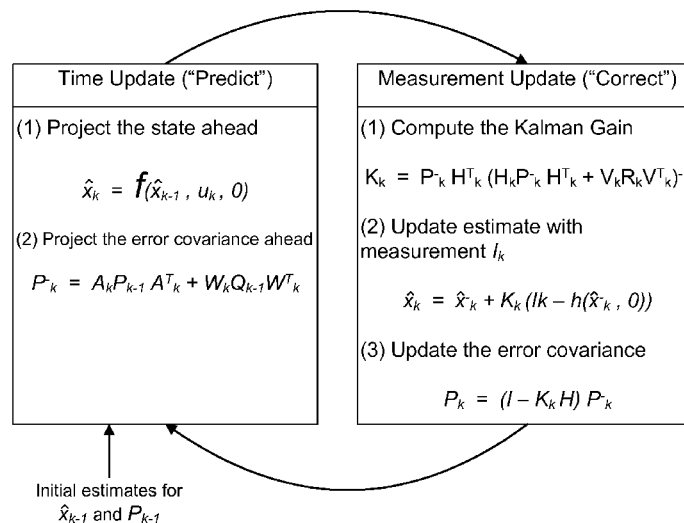 Time Update ("Predict")
(1) Project the state ahead
x̂ₖ = f(x̂ₖ₋₁ , uₖ, 0)
(2) Project the error covariance ahead
P⁻ₖ = AₖPₖ₋₁ Aᵀₖ + WₖQₖ₋₁Wᵀₖ
Initial estimates for
x̂ₖ₋₁ and Pₖ₋₁
Measurement Update ("Correct")
(1) Compute the Kalman Gain
Kₖ = P⁻ₖ Hᵀₖ (HₖP⁻ₖ Hᵀₖ + VₖRₖVᵀₖ)⁻
(2) Update estimate with
measurement Iₖ
x̂ₖ = x̂⁻ₖ + Kₖ (Ik – h(x̂⁻ₖ , 0))
(3) Update the error covariance
Pₖ = (I – Kₖ H) P⁻ₖ